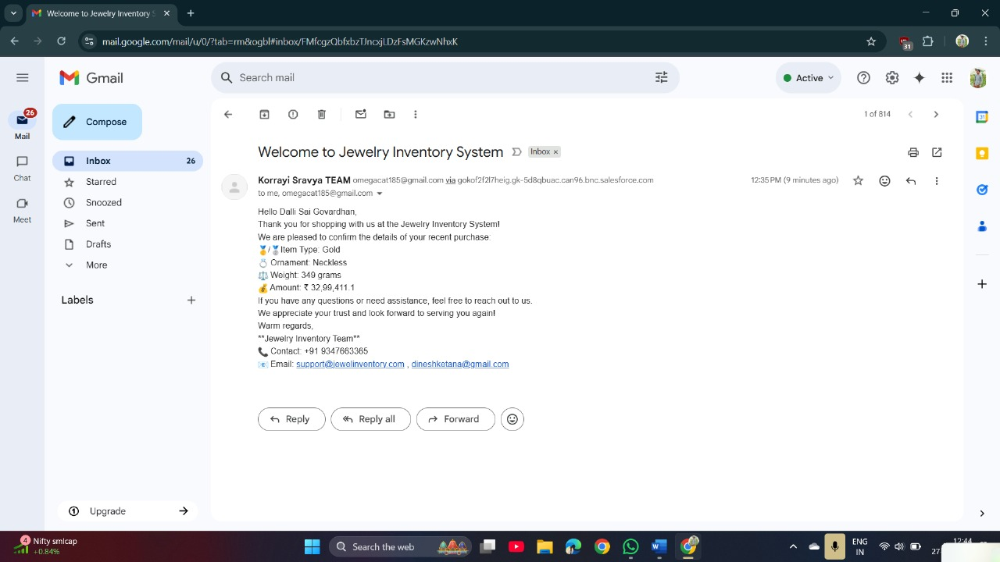 Welcome to Jewelry Inventory S
mail.google.com/mail/u/0/?tab=rm&ogbl#inbox/
31
Gmail
Search mail
Active
26
Mail
Chat
Meet
Compose
Inbox 26
Starred
Snoozed
Sent
Drafts
More
Labels
Upgrade
1 of 814
Welcome to Jewelry Inventory System Inbox ×
Korrayi Sravya TEAM omegacat185@gmail.com via gokof2f2l7heig.gk-5d8qbuac.can96.bnc.salesforce.com
12:35 PM (9 minutes ago)
to me, omegacat185@gmail.com
Hello Dalli Sai Govardhan,
Thank you for shopping with us at the Jewelry Inventory System!
We are pleased to confirm the details of your recent purchase:
🥇/🥈Item Type: Gold
💍 Ornament: Neckless
⚖️ Weight: 349 grams
💰 Amount: ₹ 32,99,411.1
If you have any questions or need assistance, feel free to reach out to us.
We appreciate your trust and look forward to serving you again!
Warm regards,
**Jewelry Inventory Team**
📞 Contact: +91 9347663365
📧 Email: support@jewelinventory.com , dineshketana@gmail.com
Reply
Reply all
Forward
4
Nifty smlcap
+0.84%
Search the web
ENG
IN
12:44
27